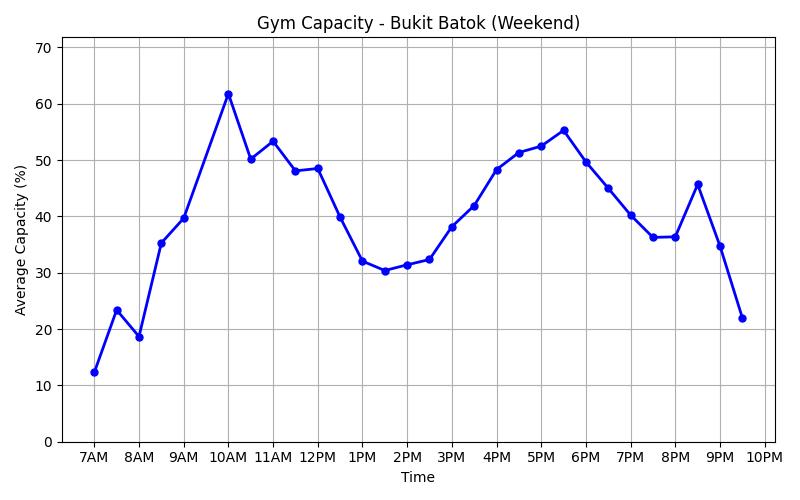 Gym Capacity - Bukit Batok (Weekend)
Average Capacity (%)
70
60
50
40
30
20
10
0
7AM 8AM 9AM 10AM 11AM 12PM 1PM 2PM 3PM 4PM 5PM 6PM 7PM 8PM 9PM 10PM
Time